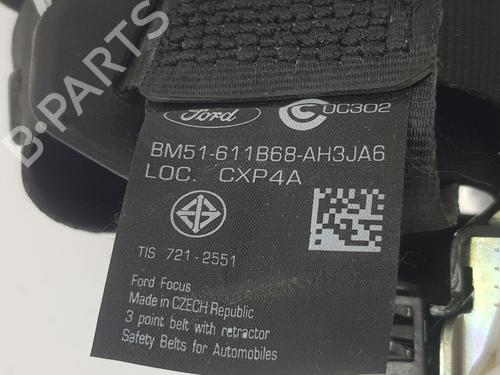 Ford OC302
BM51-611B68-AH3JA6
LOC. CXP4A
TIS 721-2551
Ford Focus
Made in CZECH Republic
3 point belt with retractor
Safety Belts for Automobiles